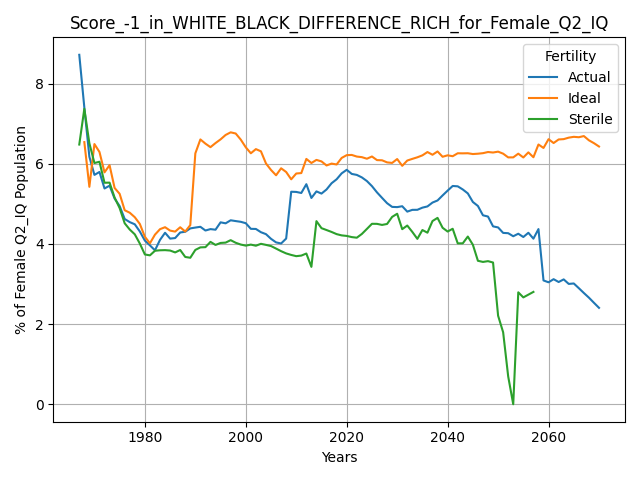 Score_-1_in_WHITE_BLACK_DIFFERENCE_RICH_for_Female_Q2_IQ
Fertility
Actual
Ideal
Sterile
% of Female Q2_IQ Population
8
6
4
2
0
1980
2000
2020
2040
2060
Years